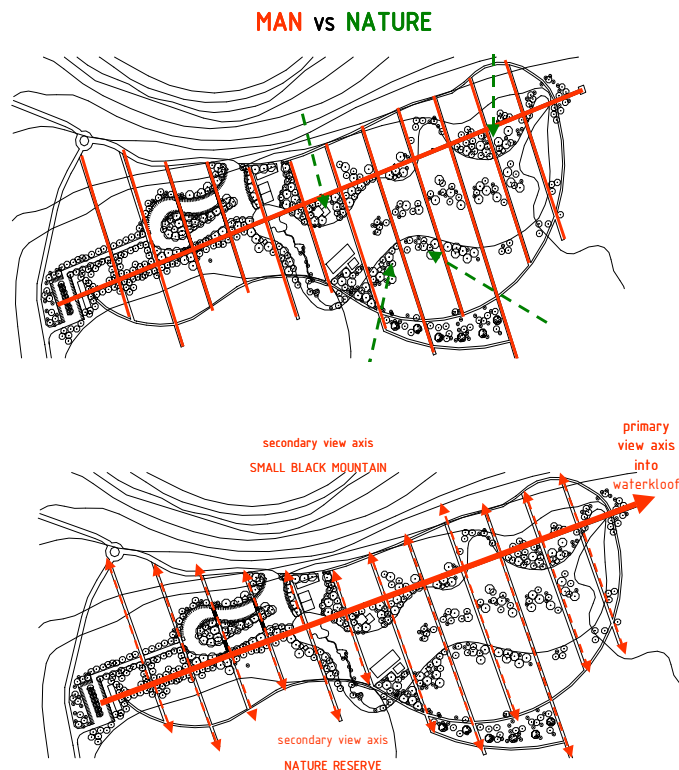 MAN vs NATURE
primary
view axis
into
waterkloof
secondary view axis
SMALL BLACK MOUNTAIN
secondary view axis
NATURE RESERVE